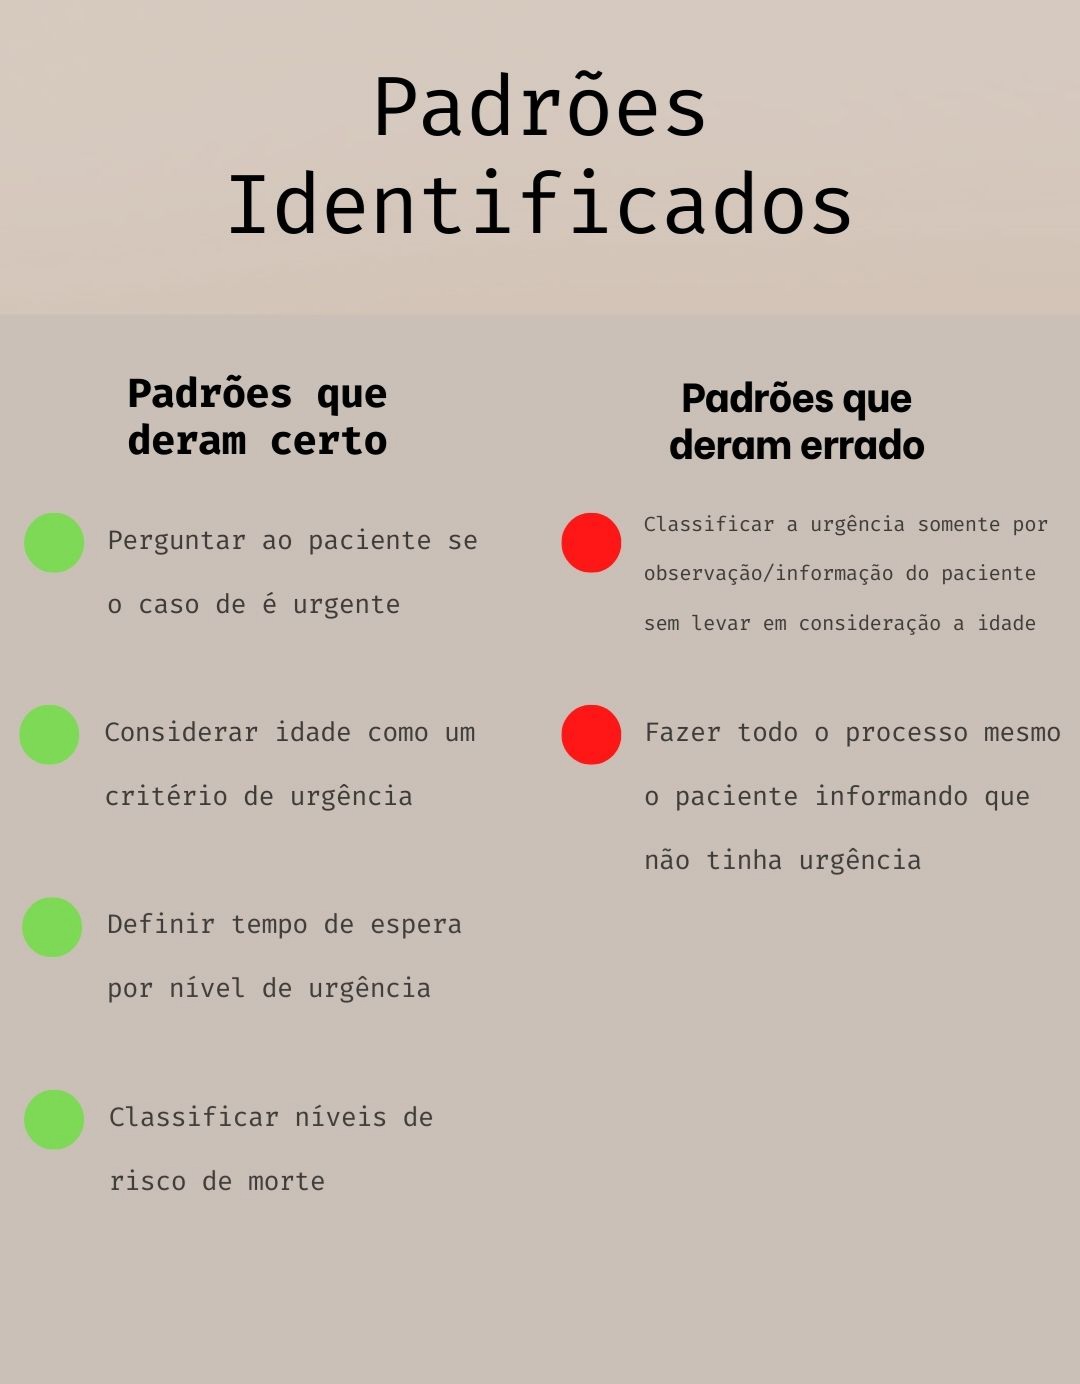 Padrões
Identificados
Padrões que
deram certo
Perguntar ao paciente se
o caso de é urgente
Considerar idade como um
critério de urgência
Definir tempo de espera
por nível de urgência
Classificar níveis de
risco de morte
Padrões que
deram errado
Classificar a urgência somente por
observação/informação do paciente
sem levar em consideração a idade
Fazer todo o processo mesmo
o paciente informando que
não tinha urgência